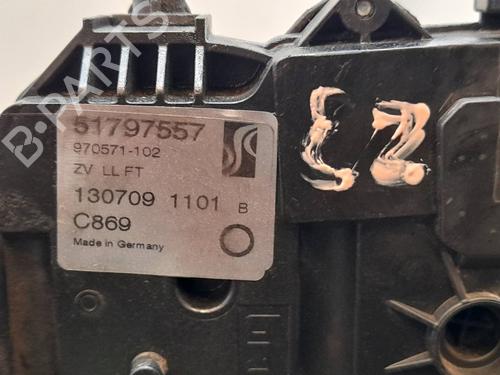 B-PARTS
51797557
970571-102
ZV LL FT
130709 1101 B
C869
Made in Germany